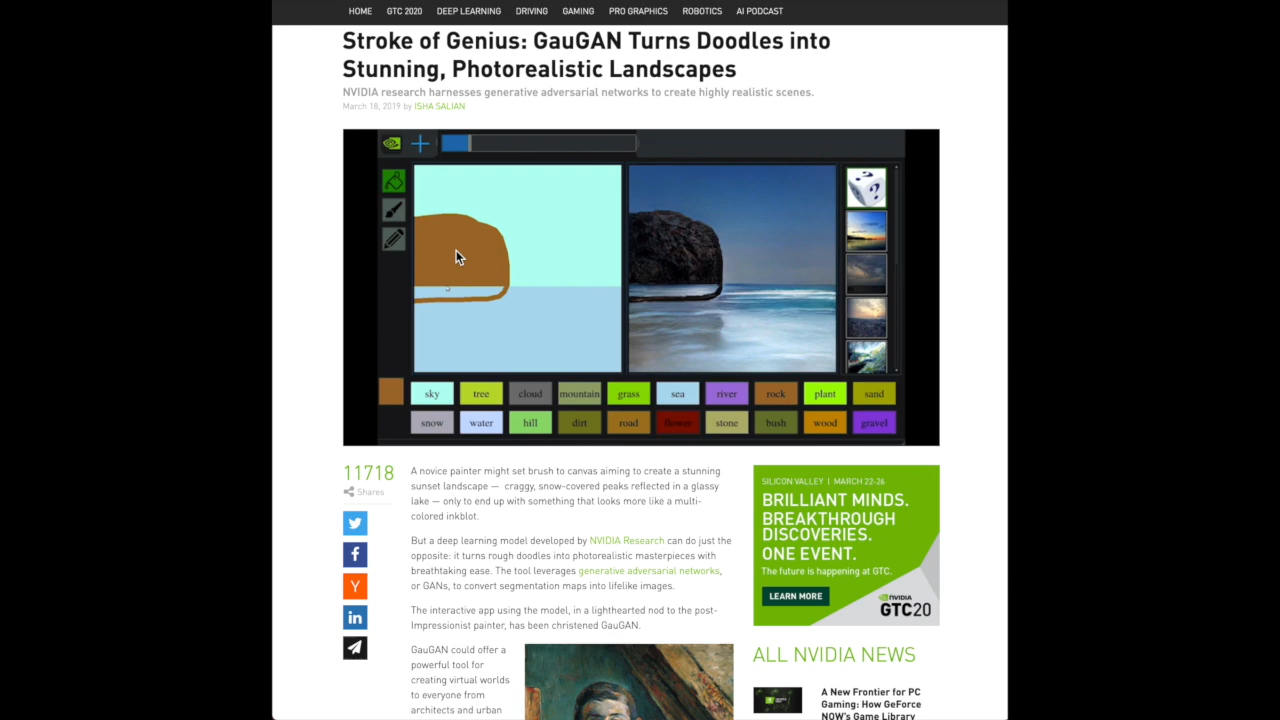 HOME GTC 2020 DEEP LEARNING DRIVING GAMING PRO GRAPHICS ROBOTICS AI PODCAST
Stroke of Genius: GauGAN Turns Doodles into
Stunning, Photorealistic Landscapes
NVIDIA research harnesses generative adversarial networks to create highly realistic scenes.
March 18, 2019 by ISHA SALIAN
sky tree cloud mountain grass sea river rock plant sand
snow water hill dirt road flower stone bush wood gravel
11718
Shares
A novice painter might set brush to canvas aiming to create a stunning
sunset landscape — craggy, snow-covered peaks reflected in a glassy
lake — only to end up with something that looks more like a multi-
colored inkblot.
But a deep learning model developed by NVIDIA Research can do just the
opposite: it turns rough doodles into photorealistic masterpieces with
breathtaking ease. The tool leverages generative adversarial networks,
or GANs, to convert segmentation maps into lifelike images.
The interactive app using the model, in a lighthearted nod to the post-
Impressionist painter, has been christened GauGAN.
GauGAN could offer a
powerful tool for
creating virtual worlds
to everyone from
architects and urban
SILICON VALLEY | MARCH 22-26
BRILLIANT MINDS.
BREAKTHROUGH
DISCOVERIES.
ONE EVENT.
The future is happening at GTC.
LEARN MORE
NVIDIA
GTC20
ALL NVIDIA NEWS
A New Frontier for PC
Gaming: How GeForce
NOW's Game Library